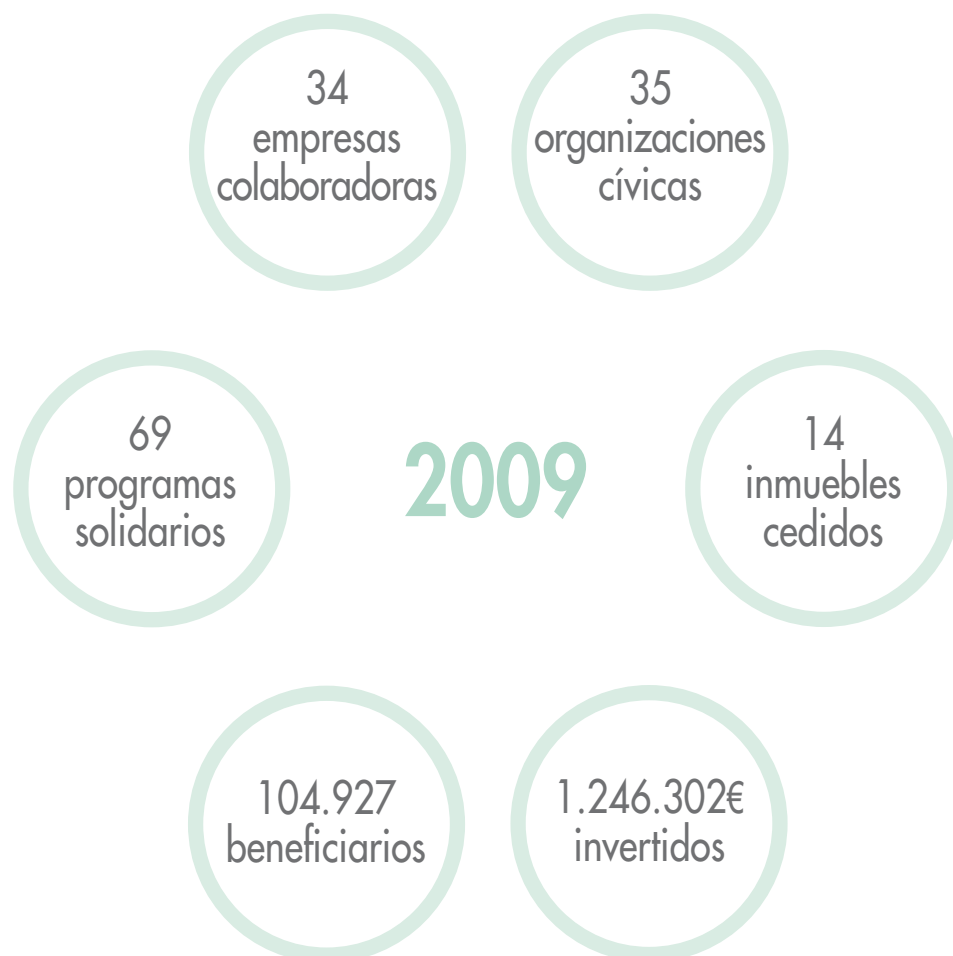 34
empresas
colaboradoras
35
organizaciones
cívicas
69
programas
solidarios
2009
14
inmuebles
cedidos
104.927
beneficiarios
1.246.302€
invertidos